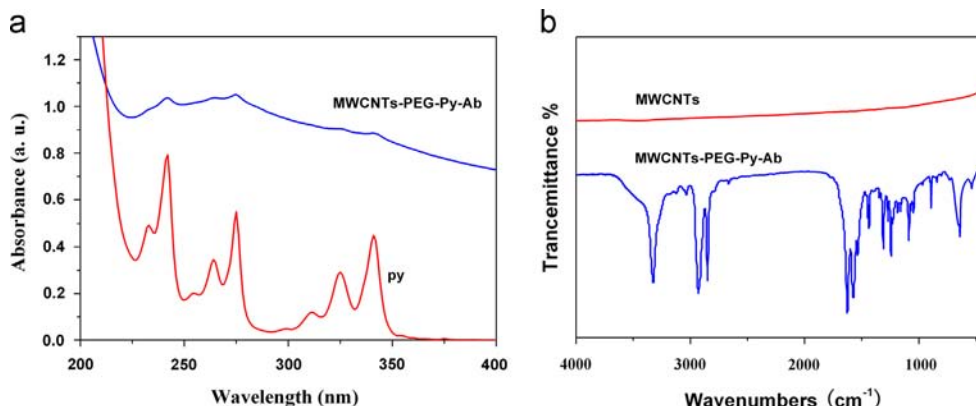 a
Absorbance (a. u.)
1.2
1.0
0.8
0.6
0.4
0.2
0.0
MWCNTs-PEG-Py-Ab
py
200 250 300 350 400
Wavelength (nm)
b
Trancemittance %
MWCNTs
MWCNTs-PEG-Py-Ab
4000 3000 2000 1000
Wavenumbers (cm⁻¹)